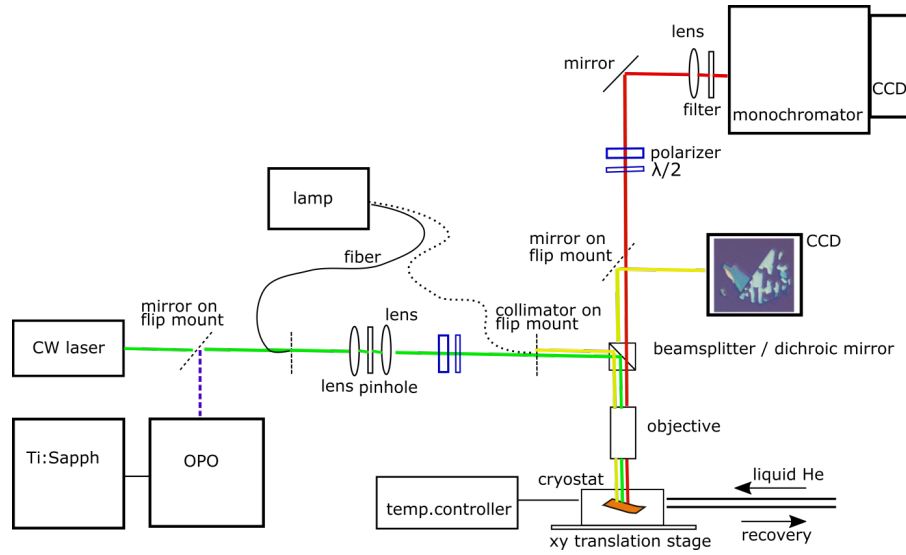 lens
mirror
CCD
filter
monochromator
polarizer
λ/2
lamp
mirror on
flip mount
CCD
fiber
mirror on
flip mount
lens
collimator on
flip mount
CW laser
beamsplitter / dichroic mirror
lens pinhole
objective
Ti:Sapph
OPO
cryostat
liquid He
temp.controller
recovery
xy translation stage